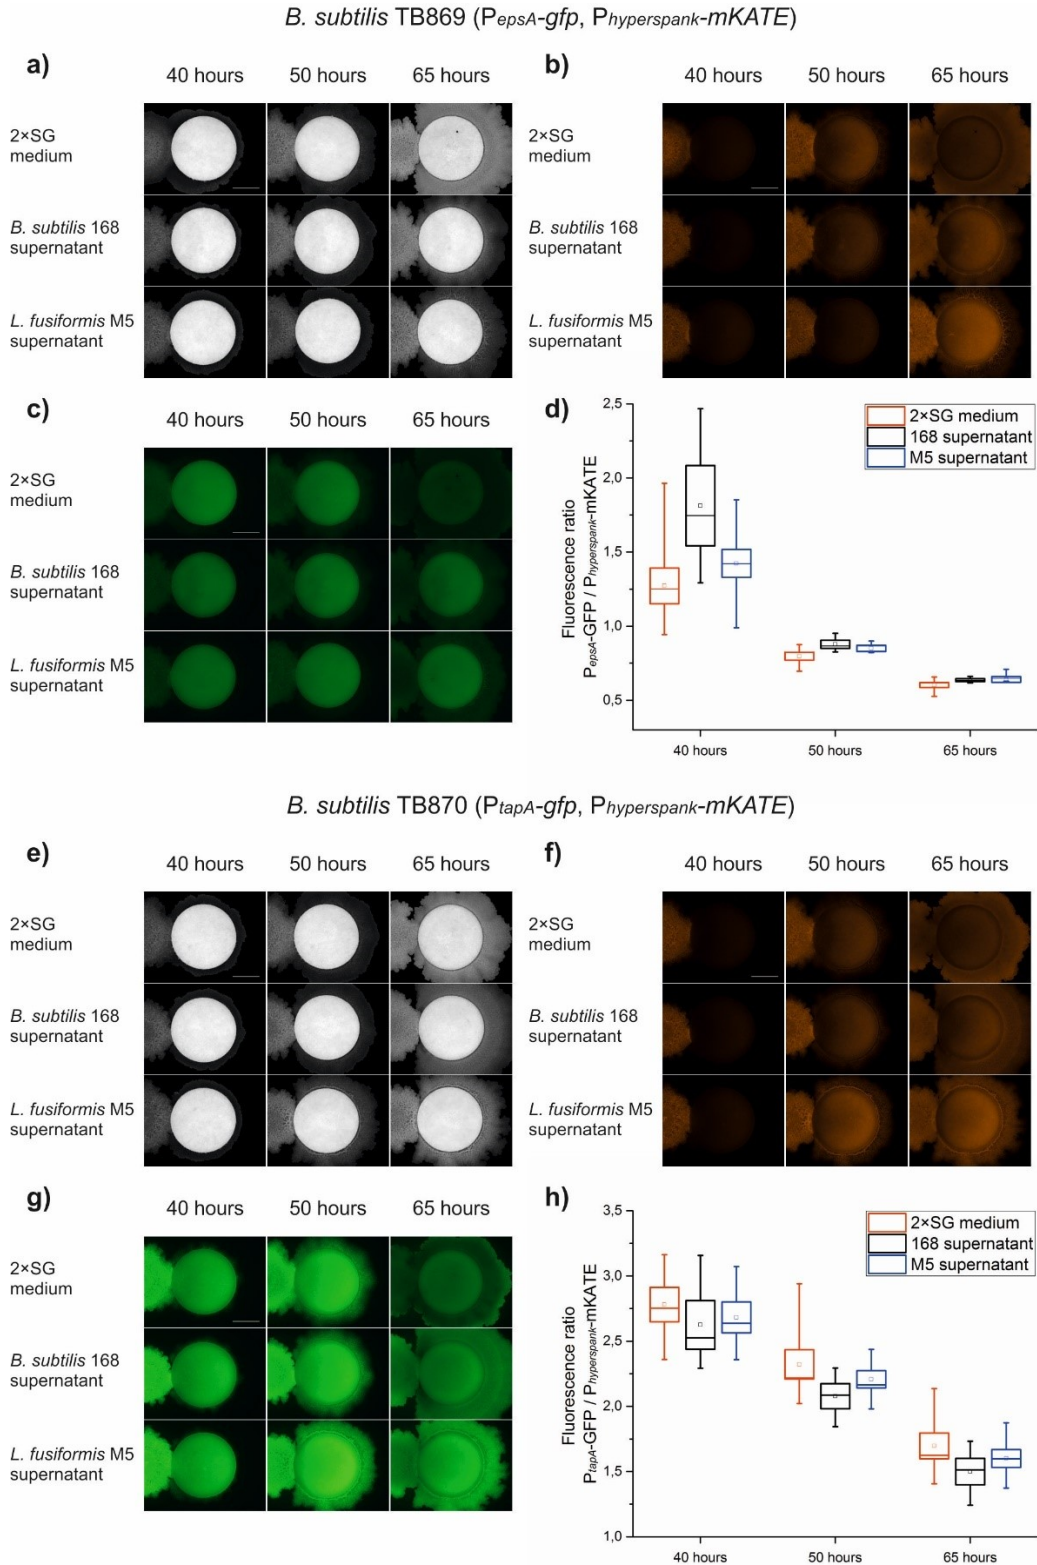 B. subtilis TB869 (PepsA-gfp, Phyperspank-mKATE)
a)
40 hours 50 hours 65 hours
2×SG
medium
B. subtilis 168
supernatant
L. fusiformis M5
supernatant
b)
40 hours 50 hours 65 hours
2×SG
medium
B. subtilis 168
supernatant
L. fusiformis M5
supernatant
c)
40 hours 50 hours 65 hours
2×SG
medium
B. subtilis 168
supernatant
L. fusiformis M5
supernatant
d)
Fluorescence ratio
PepsA-GFP / Phyperspank-mKATE
2,5
2,0
1,5
1,0
0,5
2×SG medium
168 supernatant
M5 supernatant
40 hours 50 hours 65 hours
B. subtilis TB870 (PtapA-gfp, Phyperspank-mKATE)
e)
40 hours 50 hours 65 hours
2×SG
medium
B. subtilis 168
supernatant
L. fusiformis M5
supernatant
f)
40 hours 50 hours 65 hours
2×SG
medium
B. subtilis 168
supernatant
L. fusiformis M5
supernatant
g)
40 hours 50 hours 65 hours
2×SG
medium
B. subtilis 168
supernatant
L. fusiformis M5
supernatant
h)
Fluorescence ratio
PtapA-GFP / Phyperspank-mKATE
3,5
3,0
2,5
2,0
1,5
1,0
2×SG medium
168 supernatant
M5 supernatant
40 hours 50 hours 65 hours